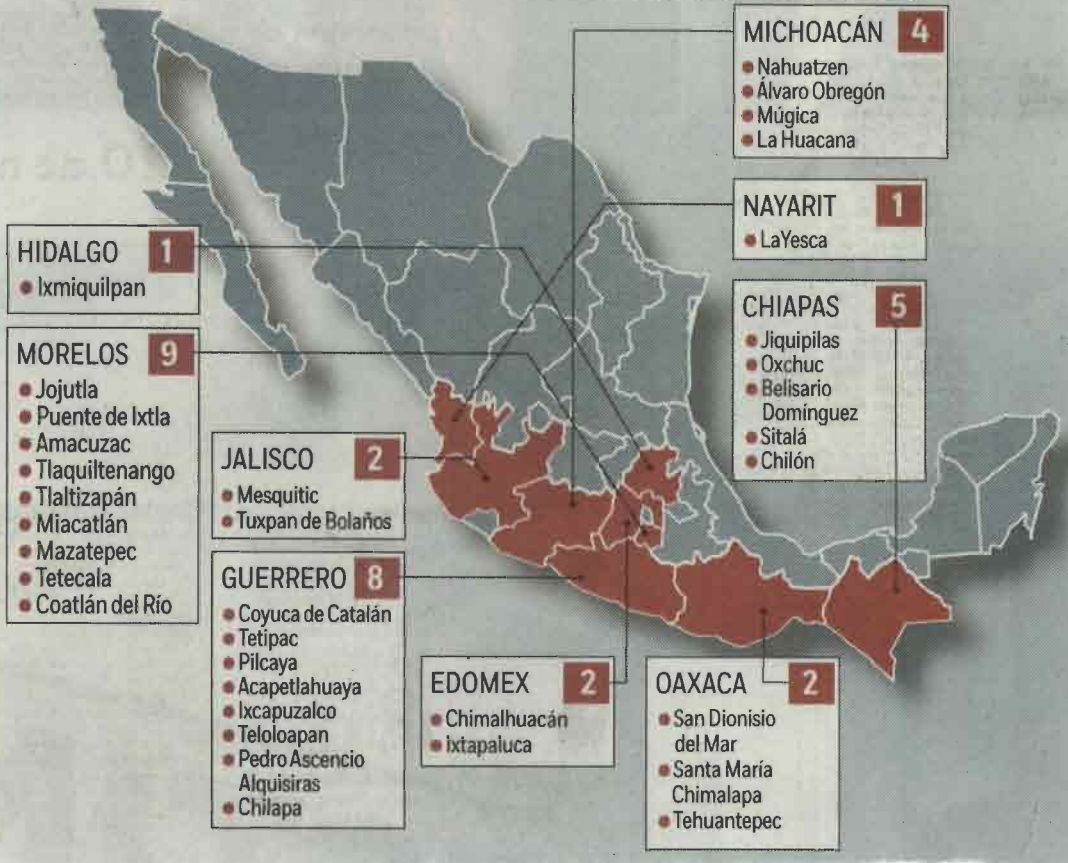 MICHOACÁN 4
• Nahuatzen
• Álvaro Obregón
• Múgica
• La Huacana
NAYARIT 1
• LaYesca
HIDALGO 1
• Ixmiquilpan
CHIAPAS 5
• Jiquipilas
• Oxchuc
• Belisario
Domínguez
• Sitalá
• Chilón
MORELOS 9
• Jojutla
• Puente de Ixtla
• Amacuzac
• Tlaquiltenango
• Tlaltizapán
• Miacatlán
• Mazatepec
• Tetecala
• Coatlán del Río
JALISCO 2
• Mesquitic
• Tuxpan de Bolaños
GUERRERO 8
• Coyuca de Catalán
• Tetipac
• Pilcaya
• Acapetlahuaya
• Ixcapuzalco
• Teloloapan
• Pedro Ascencio
Alquisiras
• Chilapa
EDOMEX 2
• Chimalhuacán
• Ixtapaluca
OAXACA 2
• San Dionisio
del Mar
• Santa María
Chimalapa
• Tehuantepec